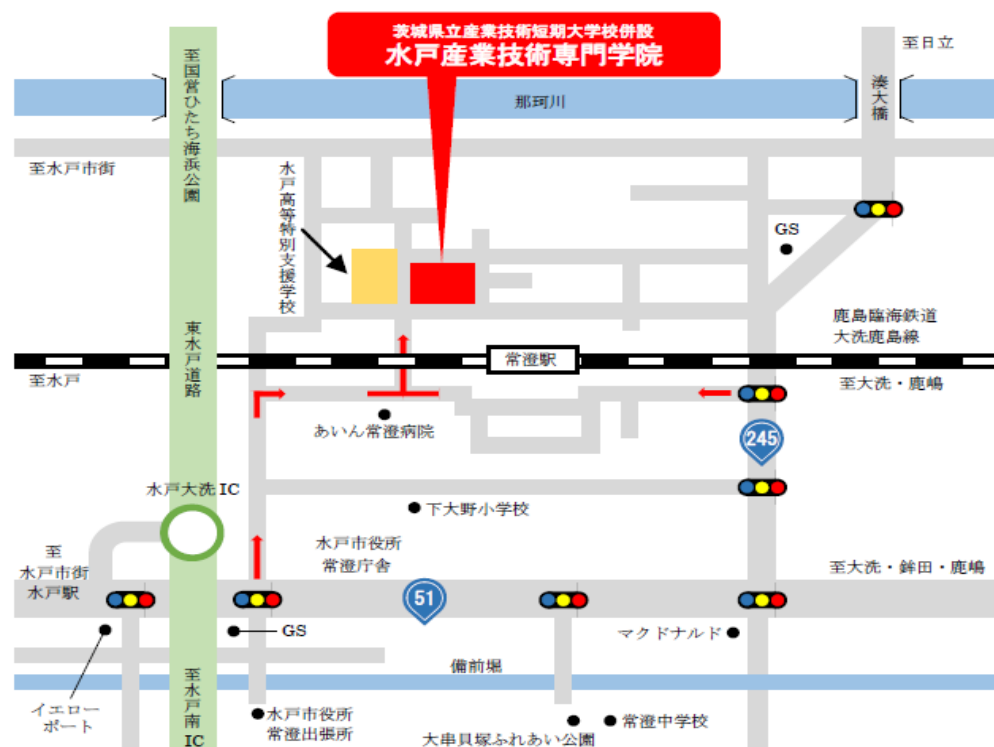 茨城県立産業技術短期大学校併設
水戸産業技術専門学院
至日立
至国営ひたち海浜公園
那珂川
湊大橋
至水戸市街
水戸高等特別支援学校
GS
鹿島臨海鉄道
大洗鹿島線
東水戸道路
常澄駅
至水戸
至大洗・鹿嶋
あいん常澄病院
245
水戸大洗IC
下大野小学校
水戸市役所
常澄庁舎
至
水戸市街
水戸駅
至大洗・鉾田・鹿嶋
51
GS
マクドナルド
備前堀
至水戸南IC
イエロー
ポート
水戸市役所
常澄出張所
常澄中学校
大串貝塚ふれあい公園